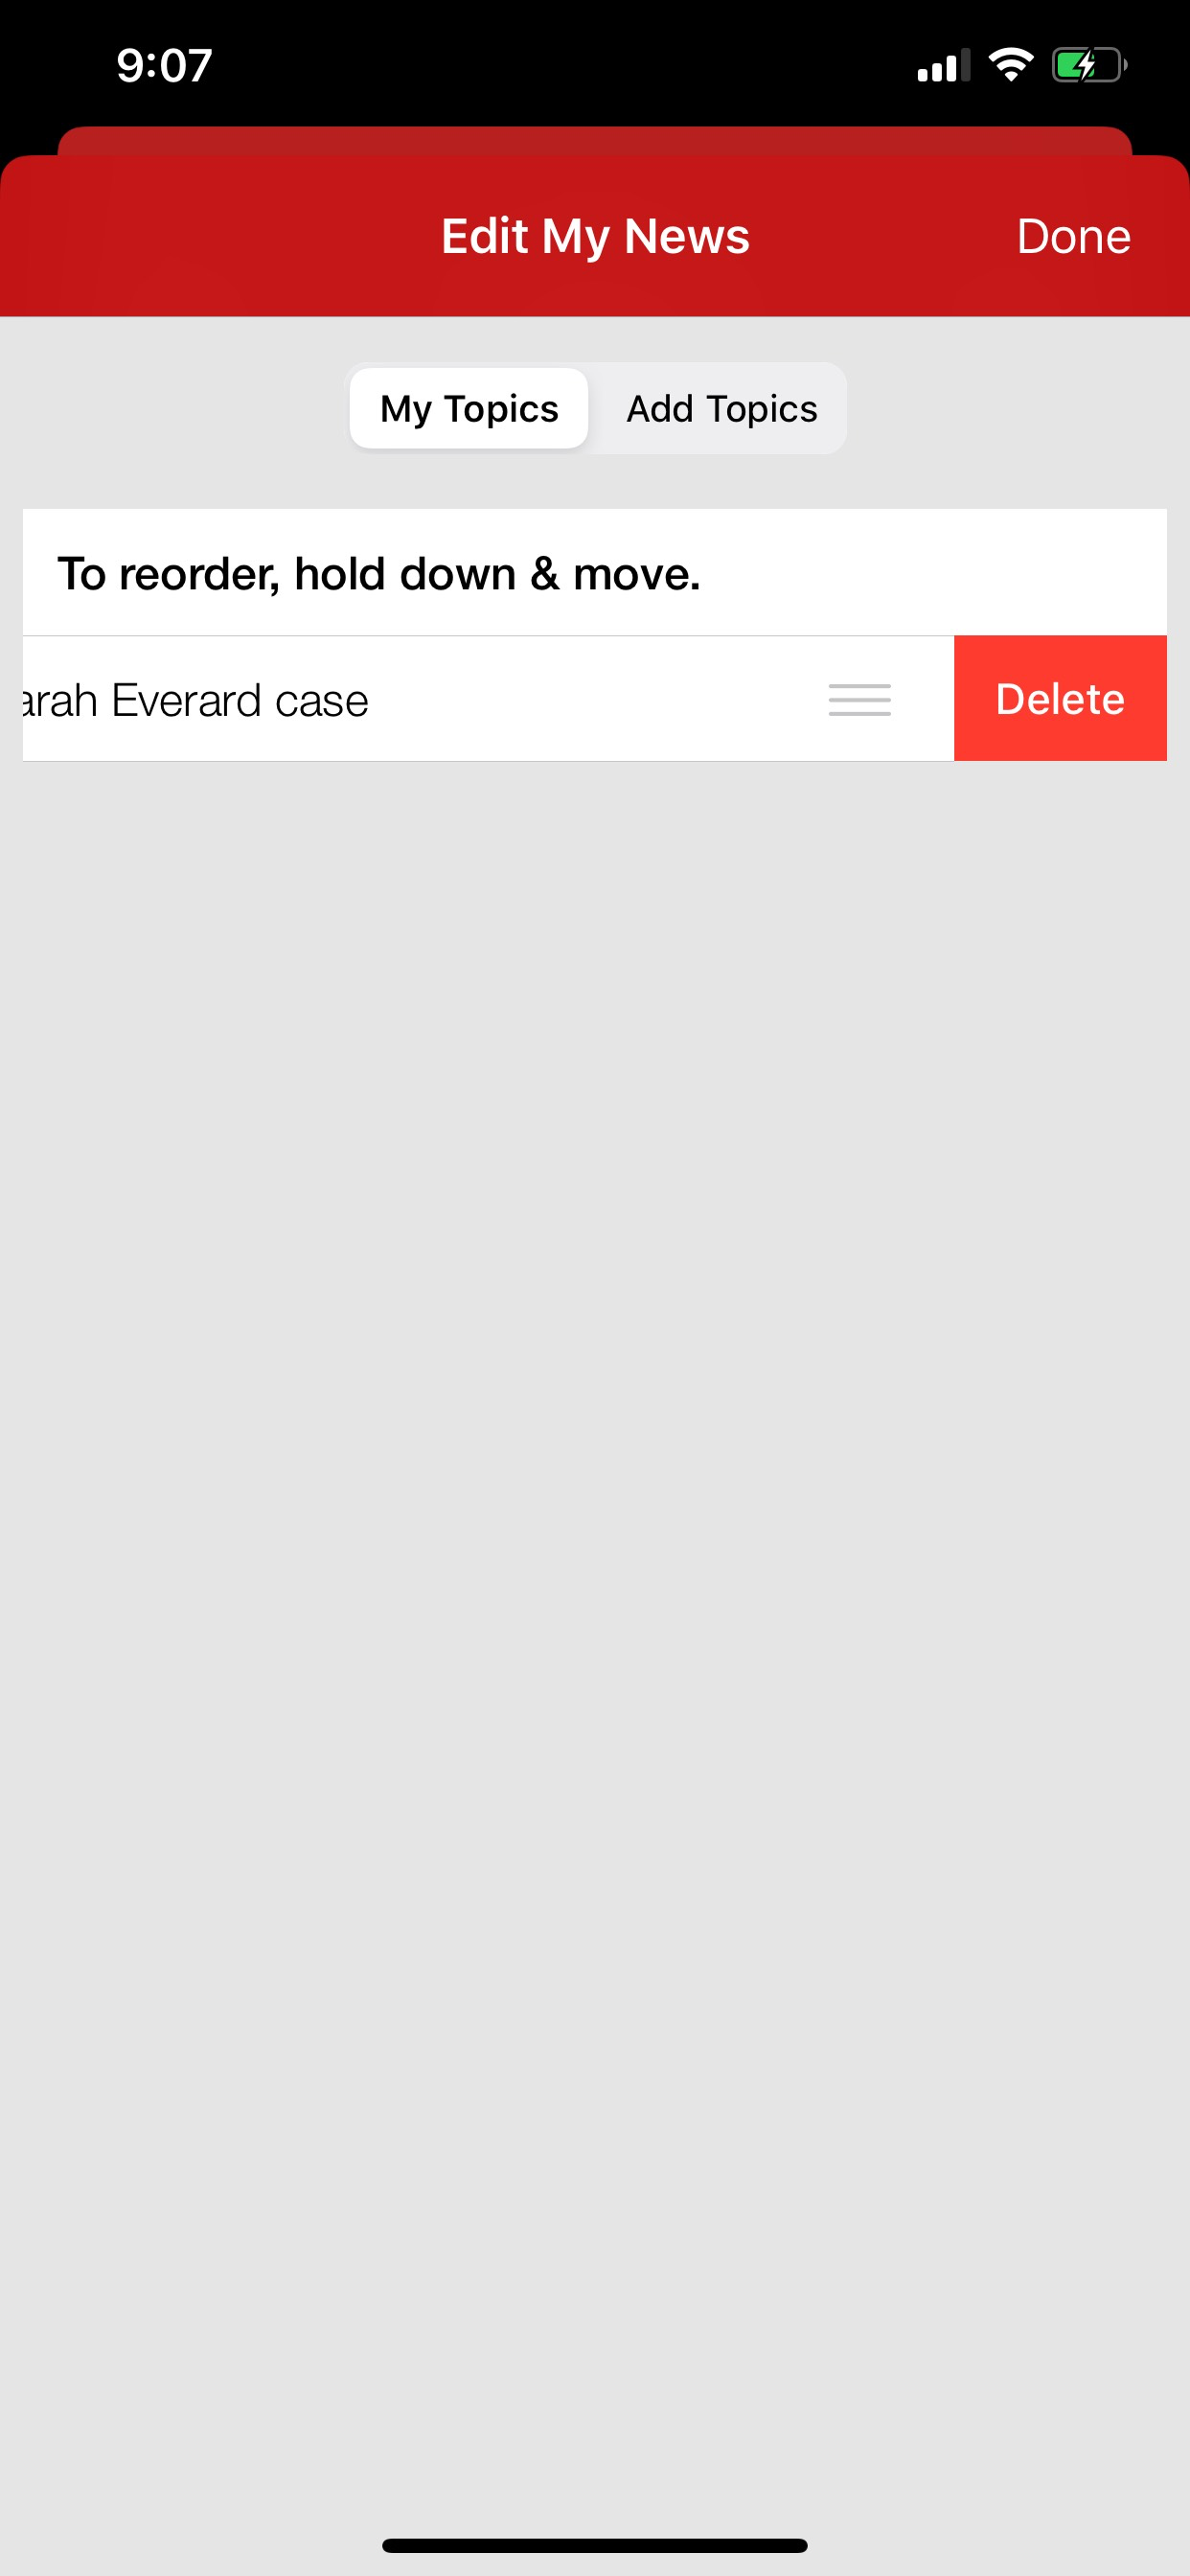 9:07
Edit My News
Done
My Topics
Add Topics
To reorder, hold down & move.
arah Everard case
Delete